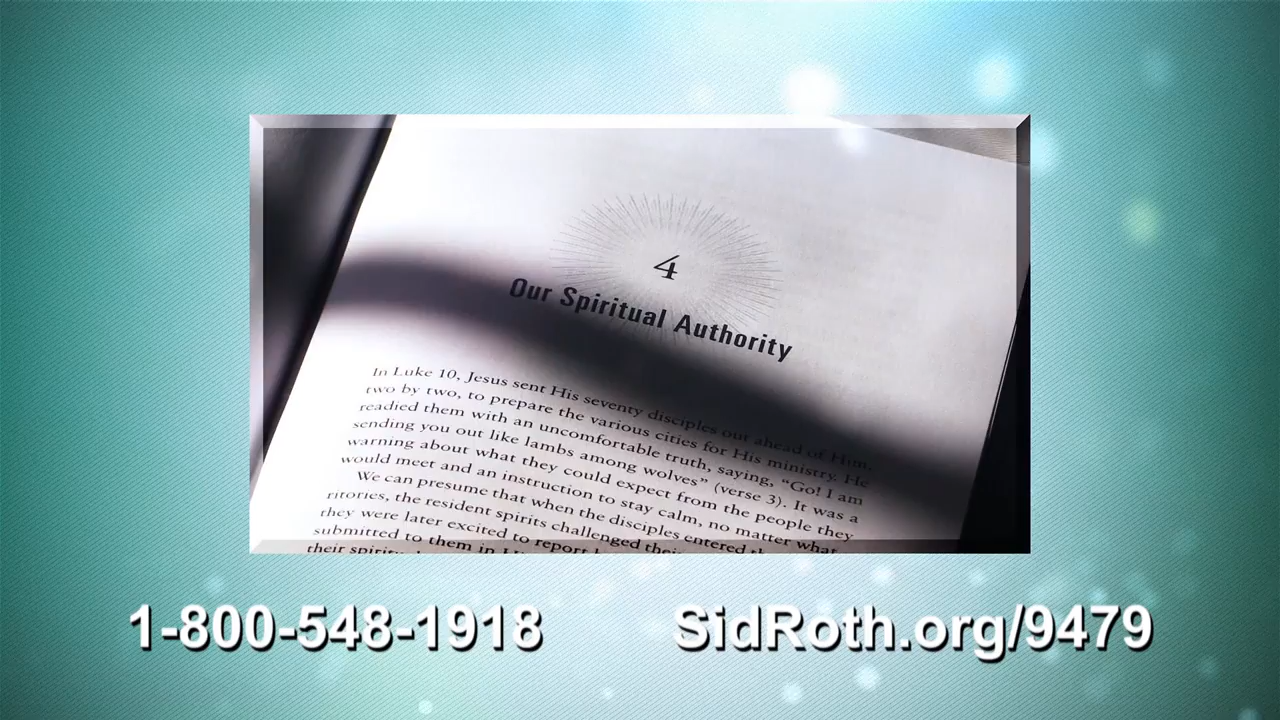 4
Our Spiritual Authority
In Luke 10, Jesus sent His seventy disciples out ahead of Him,
two by two, to prepare the various cities for His ministry. He
readied them with an uncomfortable truth, saying, “Go! I am
sending you out like lambs among wolves” (verse 3). It was a
warning about what they could expect from the people they
would meet and an instruction to stay calm, no matter what
We can presume that when the disciples entered
ritories, the resident spirits challenged their
they were later excited to report
submitted to them in
their
1-800-548-1918
SidRoth.org/9479